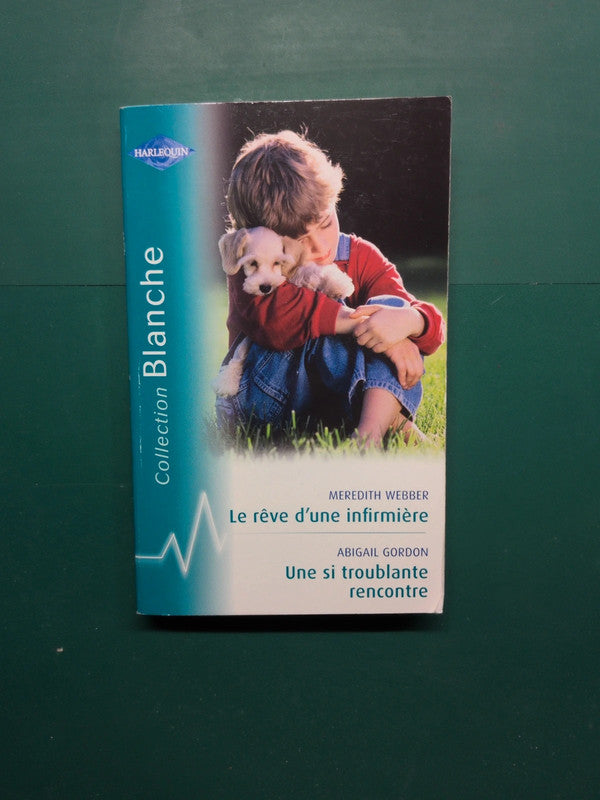 HARLEQUIN
Collection Blanche
MEREDITH WEBBER
Le rêve d'une infirmière
ABIGAIL GORDON
Une si troublante
rencontre